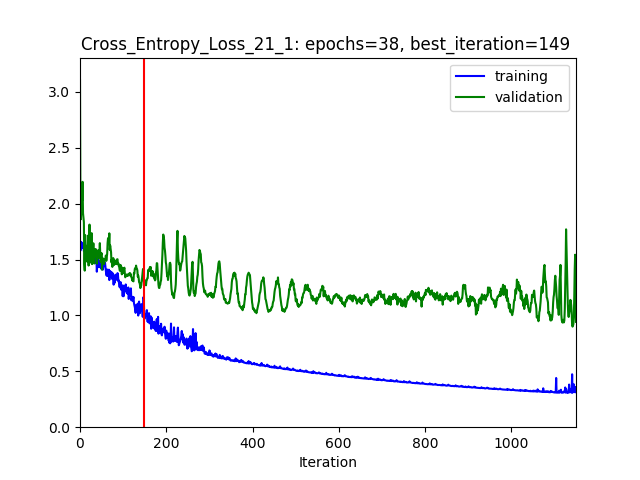 Cross_Entropy_Loss_21_1: epochs=38, best_iteration=149
training
validation
3.0
2.5
2.0
1.5
1.0
0.5
0.0
0 200 400 600 800 1000
Iteration